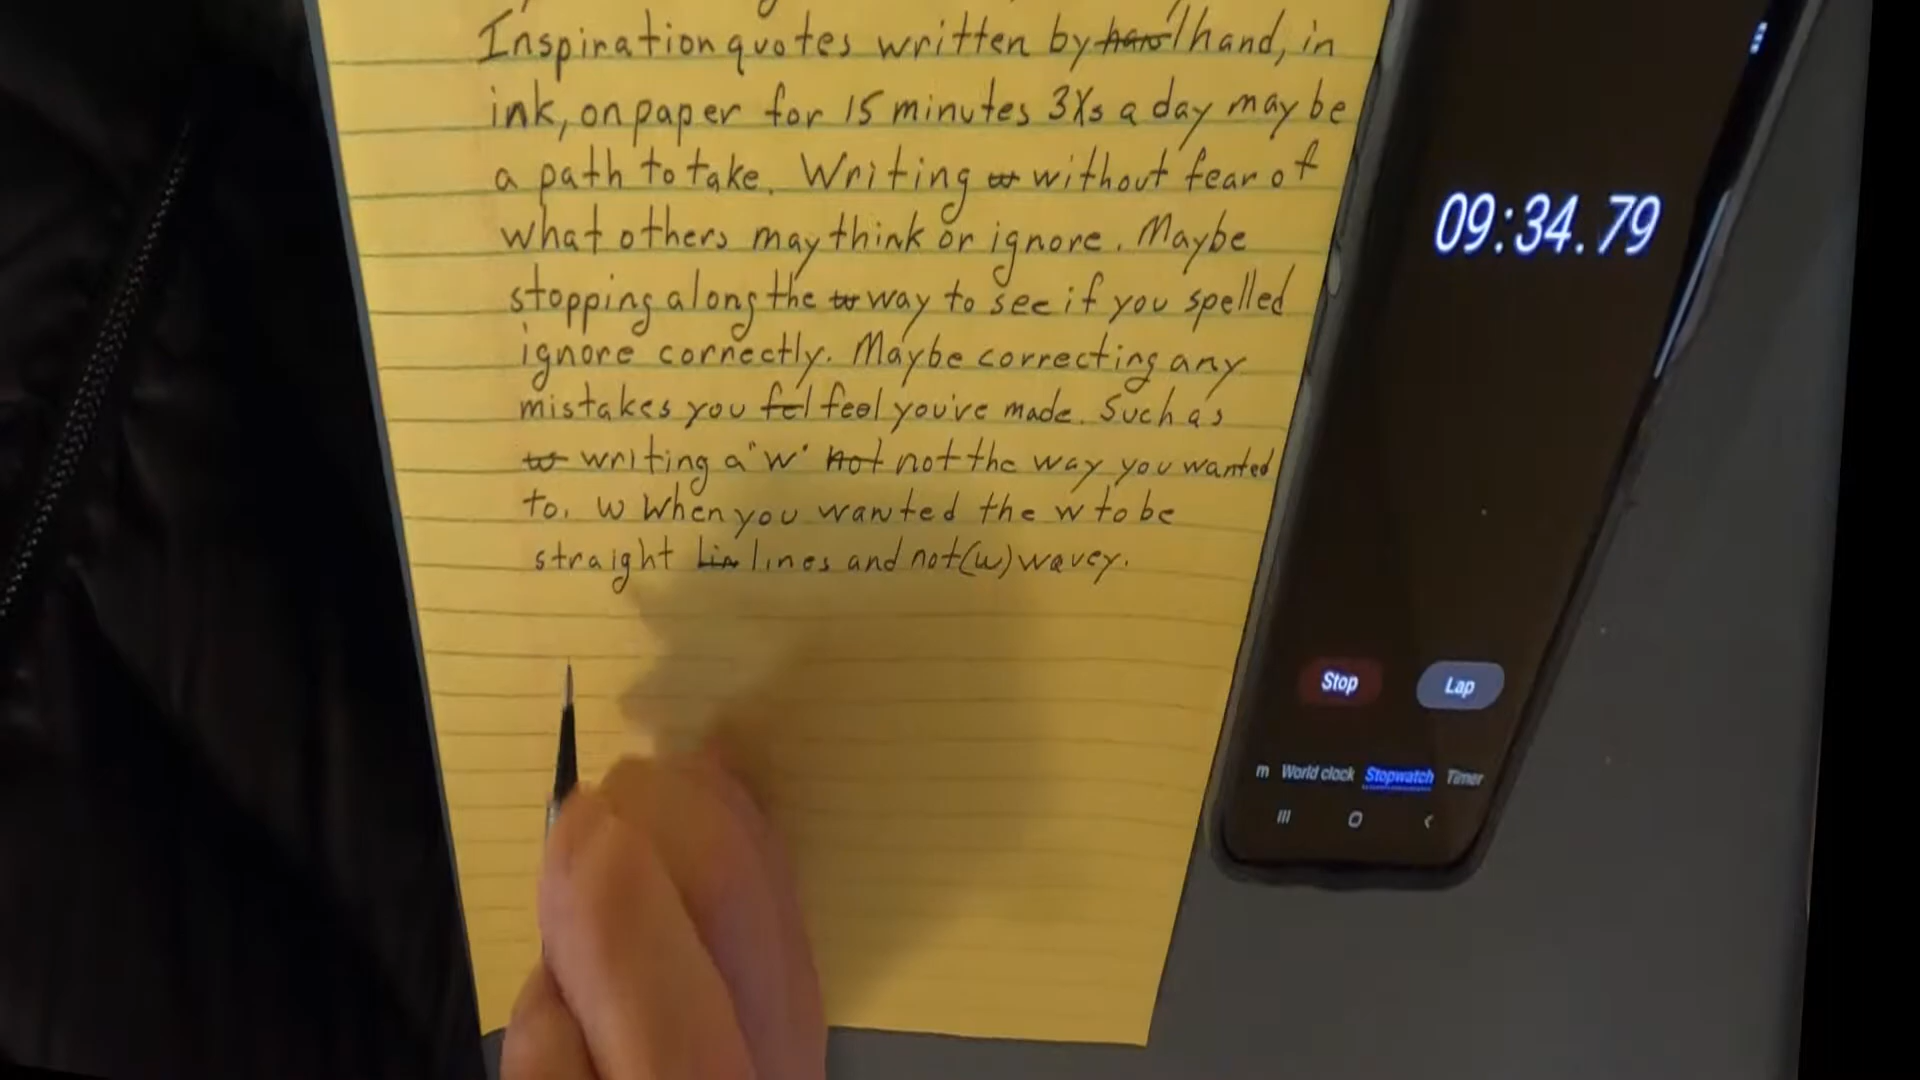 Inspiration quotes written by han hand, in
ink, on paper for 15 minutes 3Xs a day may be
a path to take. Writing w without fear of
what others may think or ignore. Maybe
stopping along the w way to see if you spelled
ignore correctly. Maybe correcting any
mistakes you fel feel you've made. Such as
w writing a "w" not not the way you wanted
to. w When you wanted the w to be
straight Lin lines and not (w) wavey.
09:34.79
Stop
Lap
m World clock Stopwatch Timer